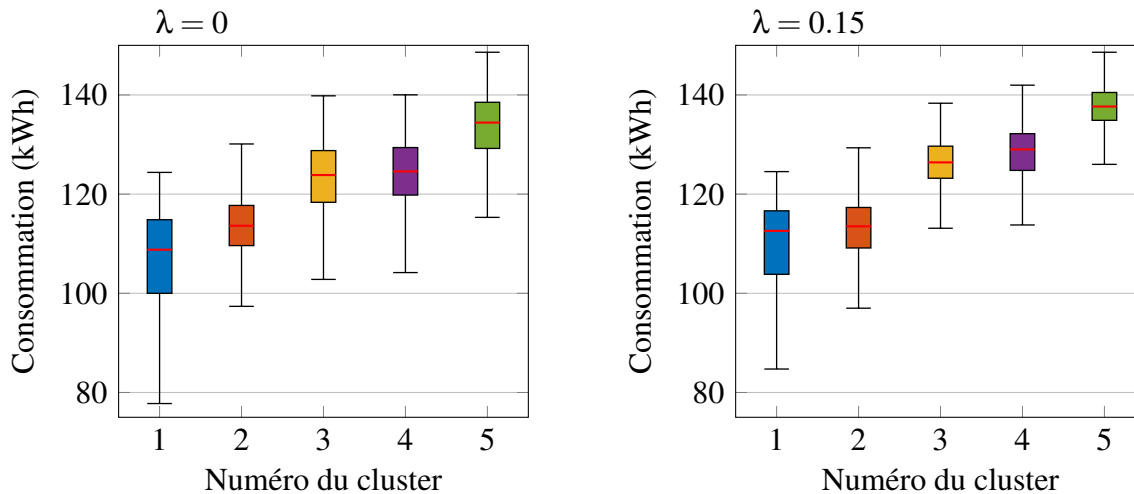 λ = 0
Consommation (kWh)
140
120
100
80
1 2 3 4 5
Numéro du cluster
λ = 0.15
Consommation (kWh)
140
120
100
80
1 2 3 4 5
Numéro du cluster